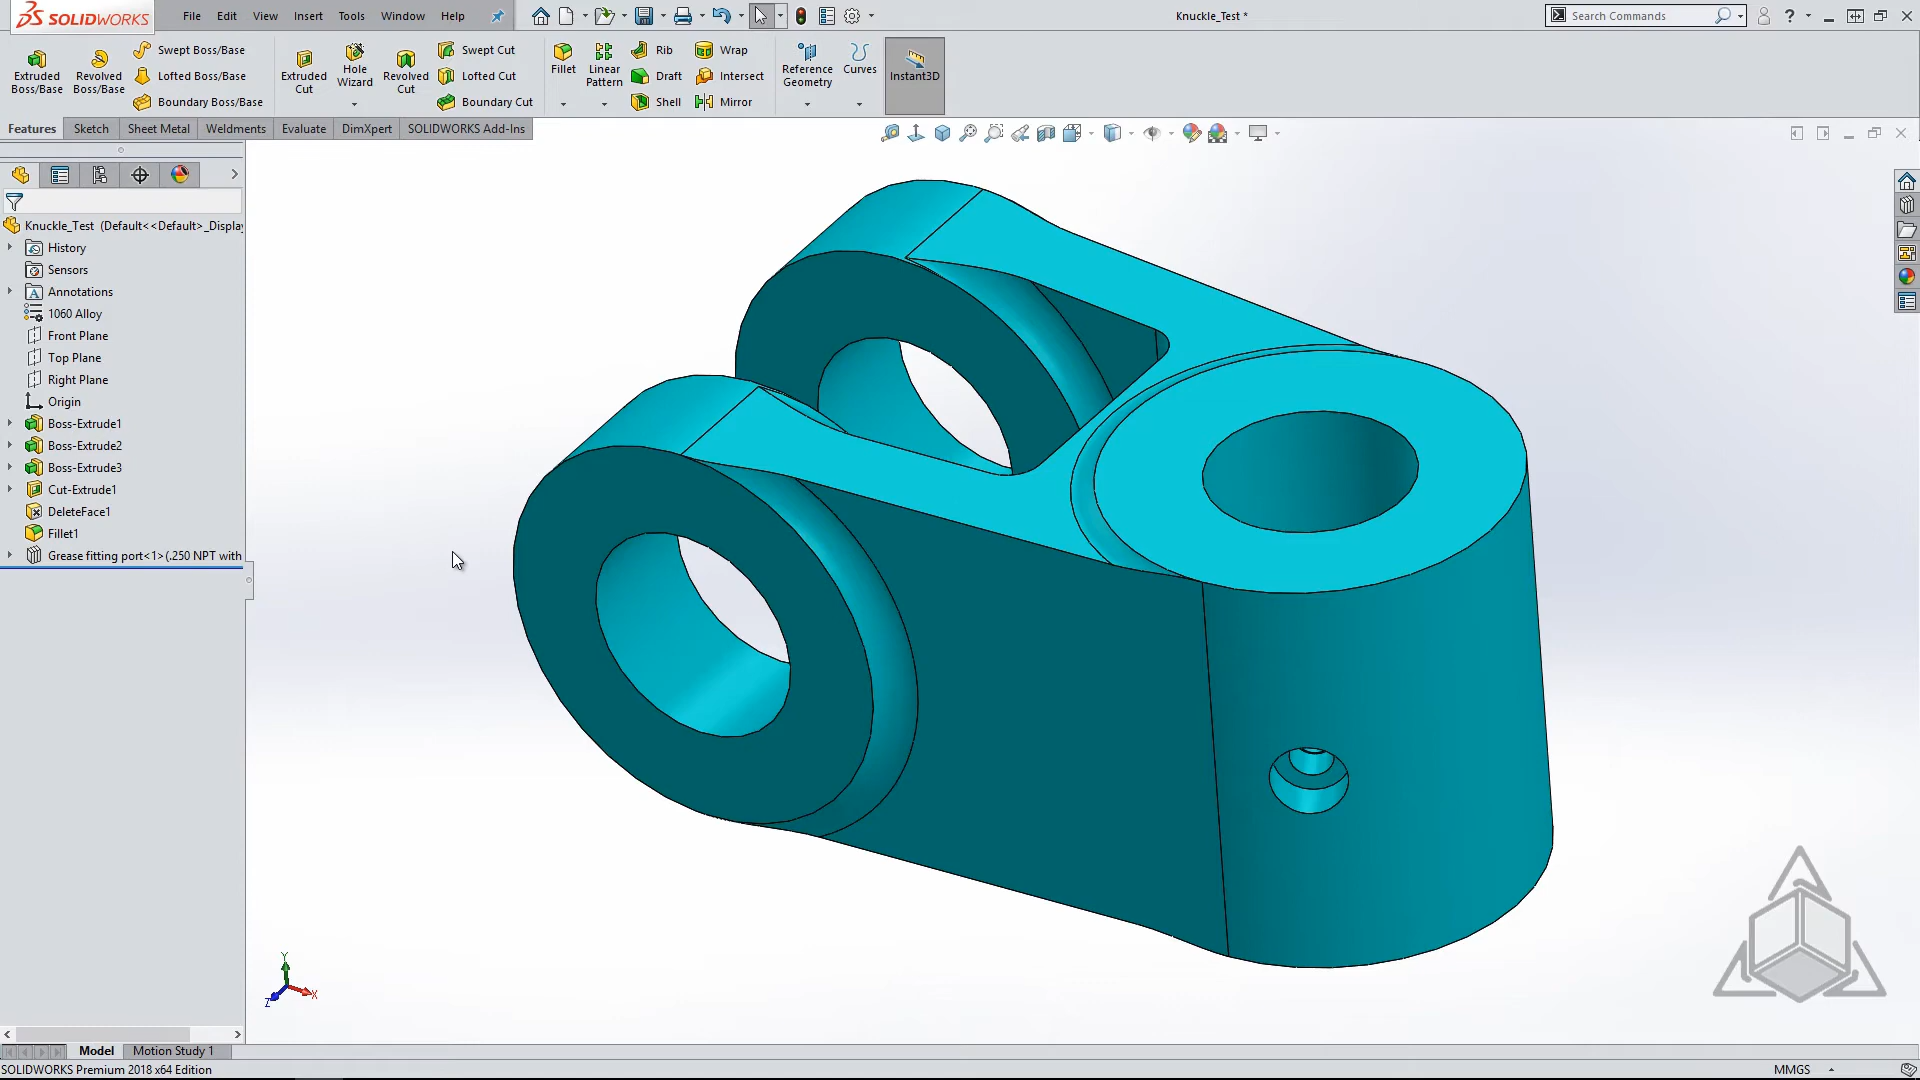 SOLIDWORKS File Edit View Insert Tools Window Help Knuckle_Test * Search Commands
Extruded Boss/Base
Revolved Boss/Base
Swept Boss/Base
Lofted Boss/Base
Boundary Boss/Base
Extruded Cut
Hole Wizard
Revolved Cut
Swept Cut
Lofted Cut
Boundary Cut
Fillet
Linear Pattern
Rib
Draft
Shell
Wrap
Intersect
Mirror
Reference Geometry
Curves
Instant3D
Features Sketch Sheet Metal Weldments Evaluate DimXpert SOLIDWORKS Add-Ins
Knuckle_Test (Default<<Default>_Display
History
Sensors
Annotations
1060 Alloy
Front Plane
Top Plane
Right Plane
Origin
Boss-Extrude1
Boss-Extrude2
Boss-Extrude3
Cut-Extrude1
DeleteFace1
Fillet1
Grease fitting port<1>(.250 NPT with
Y
X
Z
Model Motion Study 1
SOLIDWORKS Premium 2018 x64 Edition MMGS